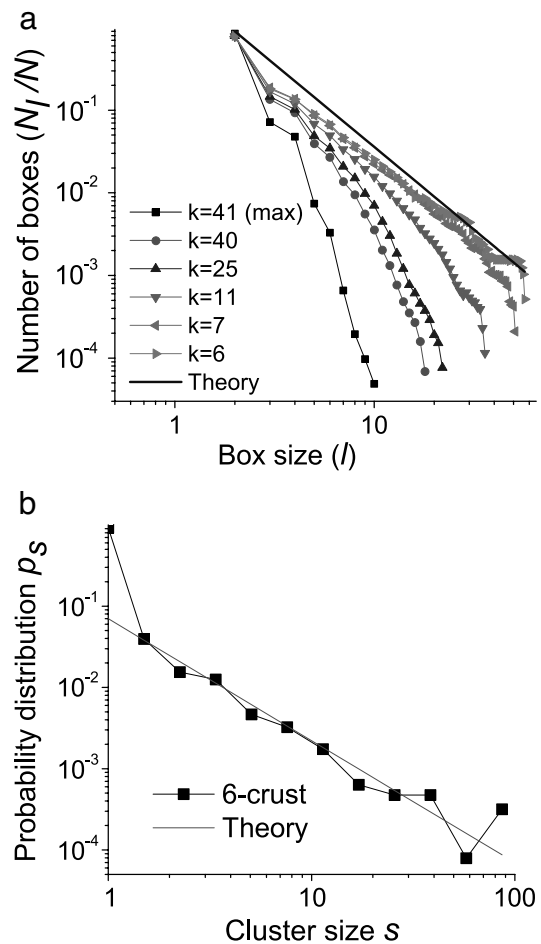 a
Number of boxes (N_l/N)
10^-1
10^-2
10^-3
10^-4
k=41 (max)
k=40
k=25
k=11
k=7
k=6
Theory
1
10
Box size (l)
b
Probability distribution p_s
10^-1
10^-2
10^-3
10^-4
6-crust
Theory
1
10
100
Cluster size s